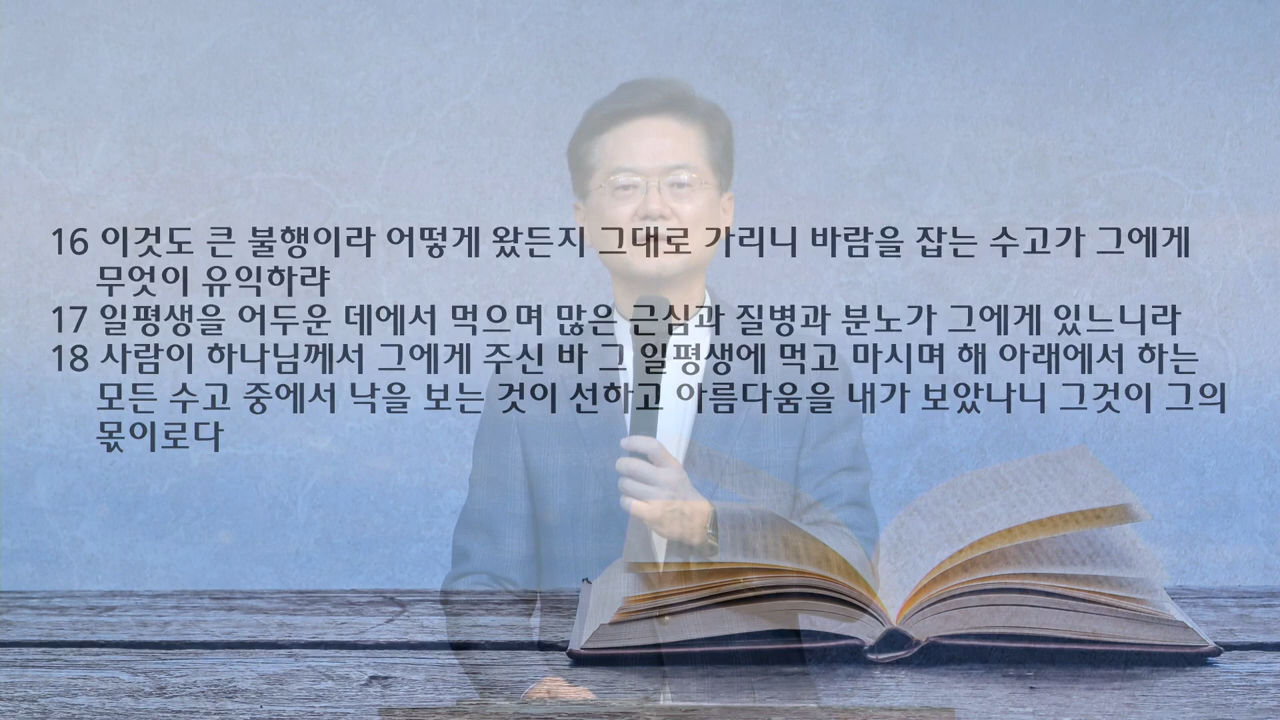 16 이것도 큰 불행이라 어떻게 왔든지 그대로 가리니 바람을 잡는 수고가 그에게
무엇이 유익하랴
17 일평생을 어두운 데에서 먹으며 많은 근심과 질병과 분노가 그에게 있느니라
18 사람이 하나님께서 그에게 주신 바 그 일평생에 먹고 마시며 해 아래에서 하는
모든 수고 중에서 낙을 보는 것이 선하고 아름다움을 내가 보았나니 그것이 그의
몫이로다